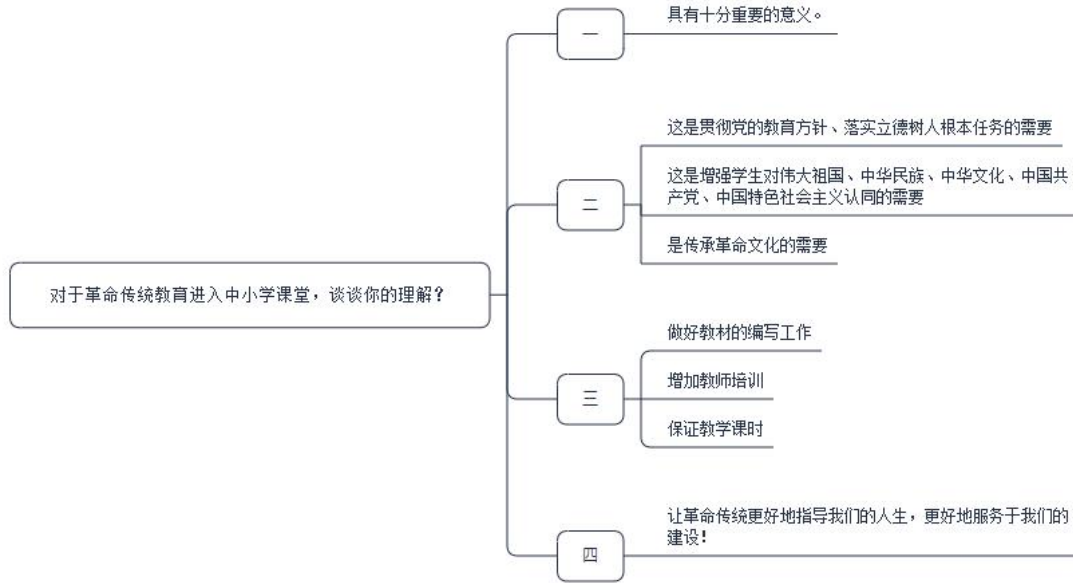 一
具有十分重要的意义。
二
这是贯彻党的教育方针、落实立德树人根本任务的需要
这是增强学生对伟大祖国、中华民族、中华文化、中国共
产党、中国特色社会主义认同的需要
是传承革命文化的需要
对于革命传统教育进入中小学课堂，谈谈你的理解？
三
做好教材的编写工作
增加教师培训
保证教学课时
四
让革命传统更好地指导我们的人生，更好地服务于我们的
建设！